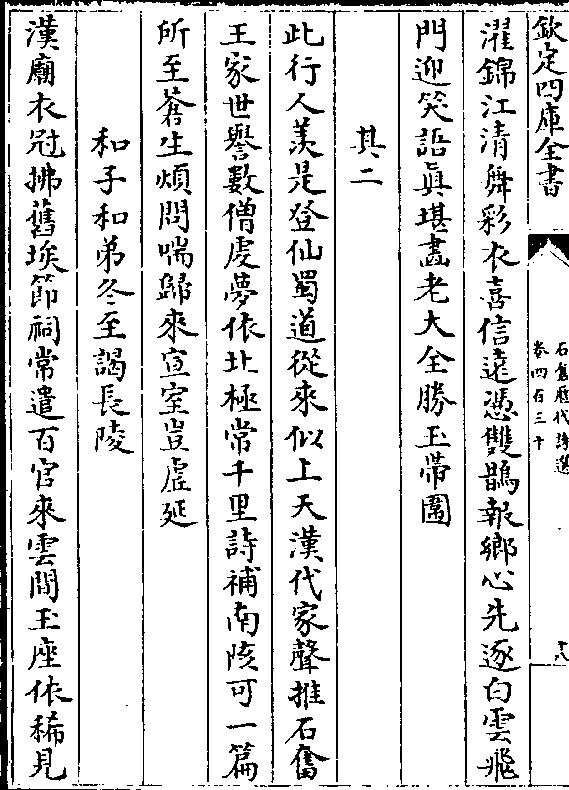 欽定四庫全書
石倉歷代詩選
卷四百三十
十八
濯錦江清舞彩衣喜信遠憑雙鵲報鄉心先逐白雲飛
門迎笑語真堪畫老大全勝玉帶圍
其二
此行人羨是登仙蜀道從來似上天漢代家聲推石奮
王家世譽數僧虔夢依北極常千里詩補南陔可一篇
所至蒼生煩問喘歸來宣室豈虛延
和子和弟冬至謁長陵
漢廟衣冠拂舊埃節祠常遣百官來雲間玉座依稀見